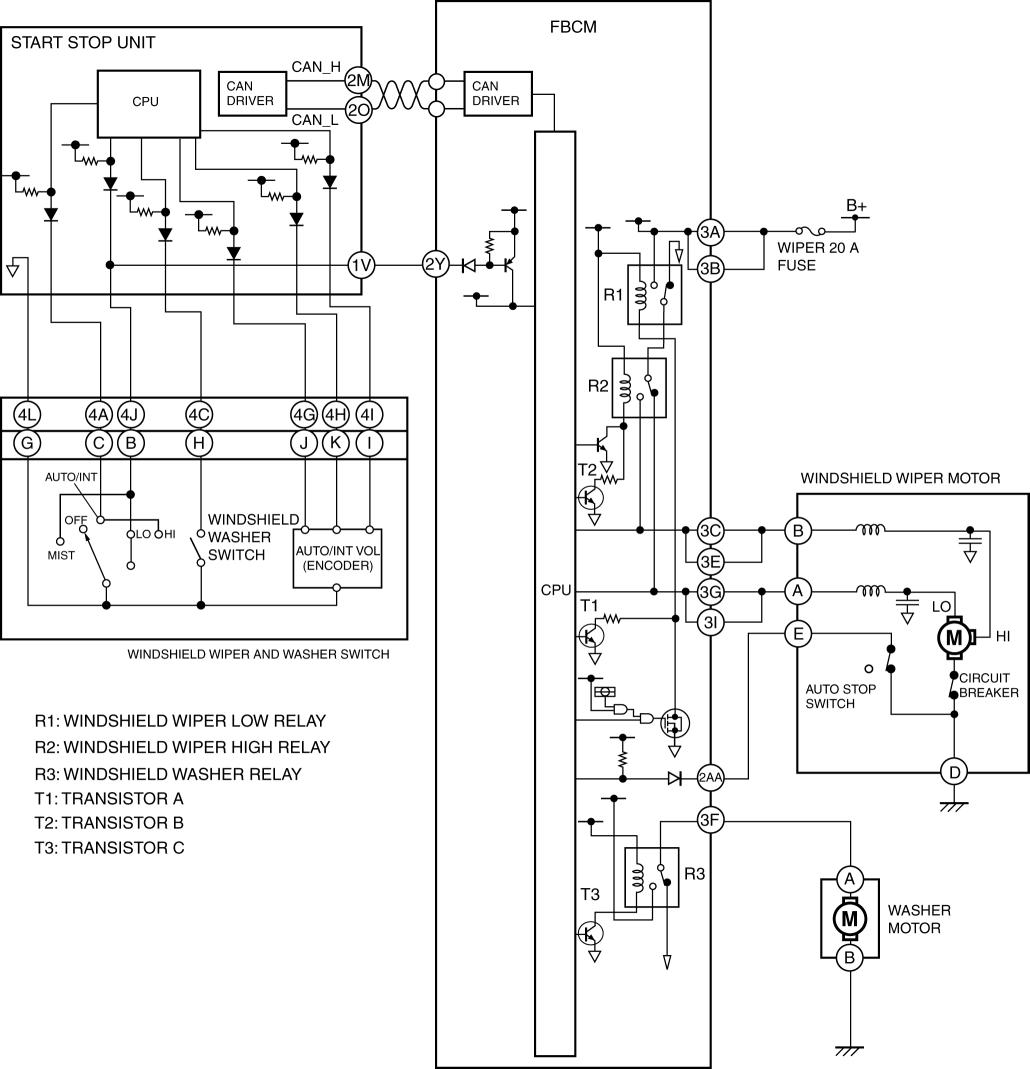 START STOP UNIT
FBCM
CAN_H
2M
CPU
CAN
DRIVER
CAN
DRIVER
2O
CAN_L
B+
3A
WIPER 20 A
FUSE
3B
1V
2Y
R1
R2
4L
4A
4J
4C
4G
4H
4I
G
C
B
H
J
K
I
T2
AUTO/INT
OFF
LO
HI
MIST
WINDSHIELD
WASHER
SWITCH
AUTO/INT VOL
(ENCODER)
WINDSHIELD WIPER MOTOR
3C
B
3E
CPU
3G
A
3I
T1
LO
E
M
HI
AUTO STOP
SWITCH
CIRCUIT
BREAKER
WINDSHIELD WIPER AND WASHER SWITCH
R1: WINDSHIELD WIPER LOW RELAY
R2: WINDSHIELD WIPER HIGH RELAY
R3: WINDSHIELD WASHER RELAY
T1: TRANSISTOR A
T2: TRANSISTOR B
T3: TRANSISTOR C
2AA
D
3F
R3
T3
A
M
WASHER
MOTOR
B